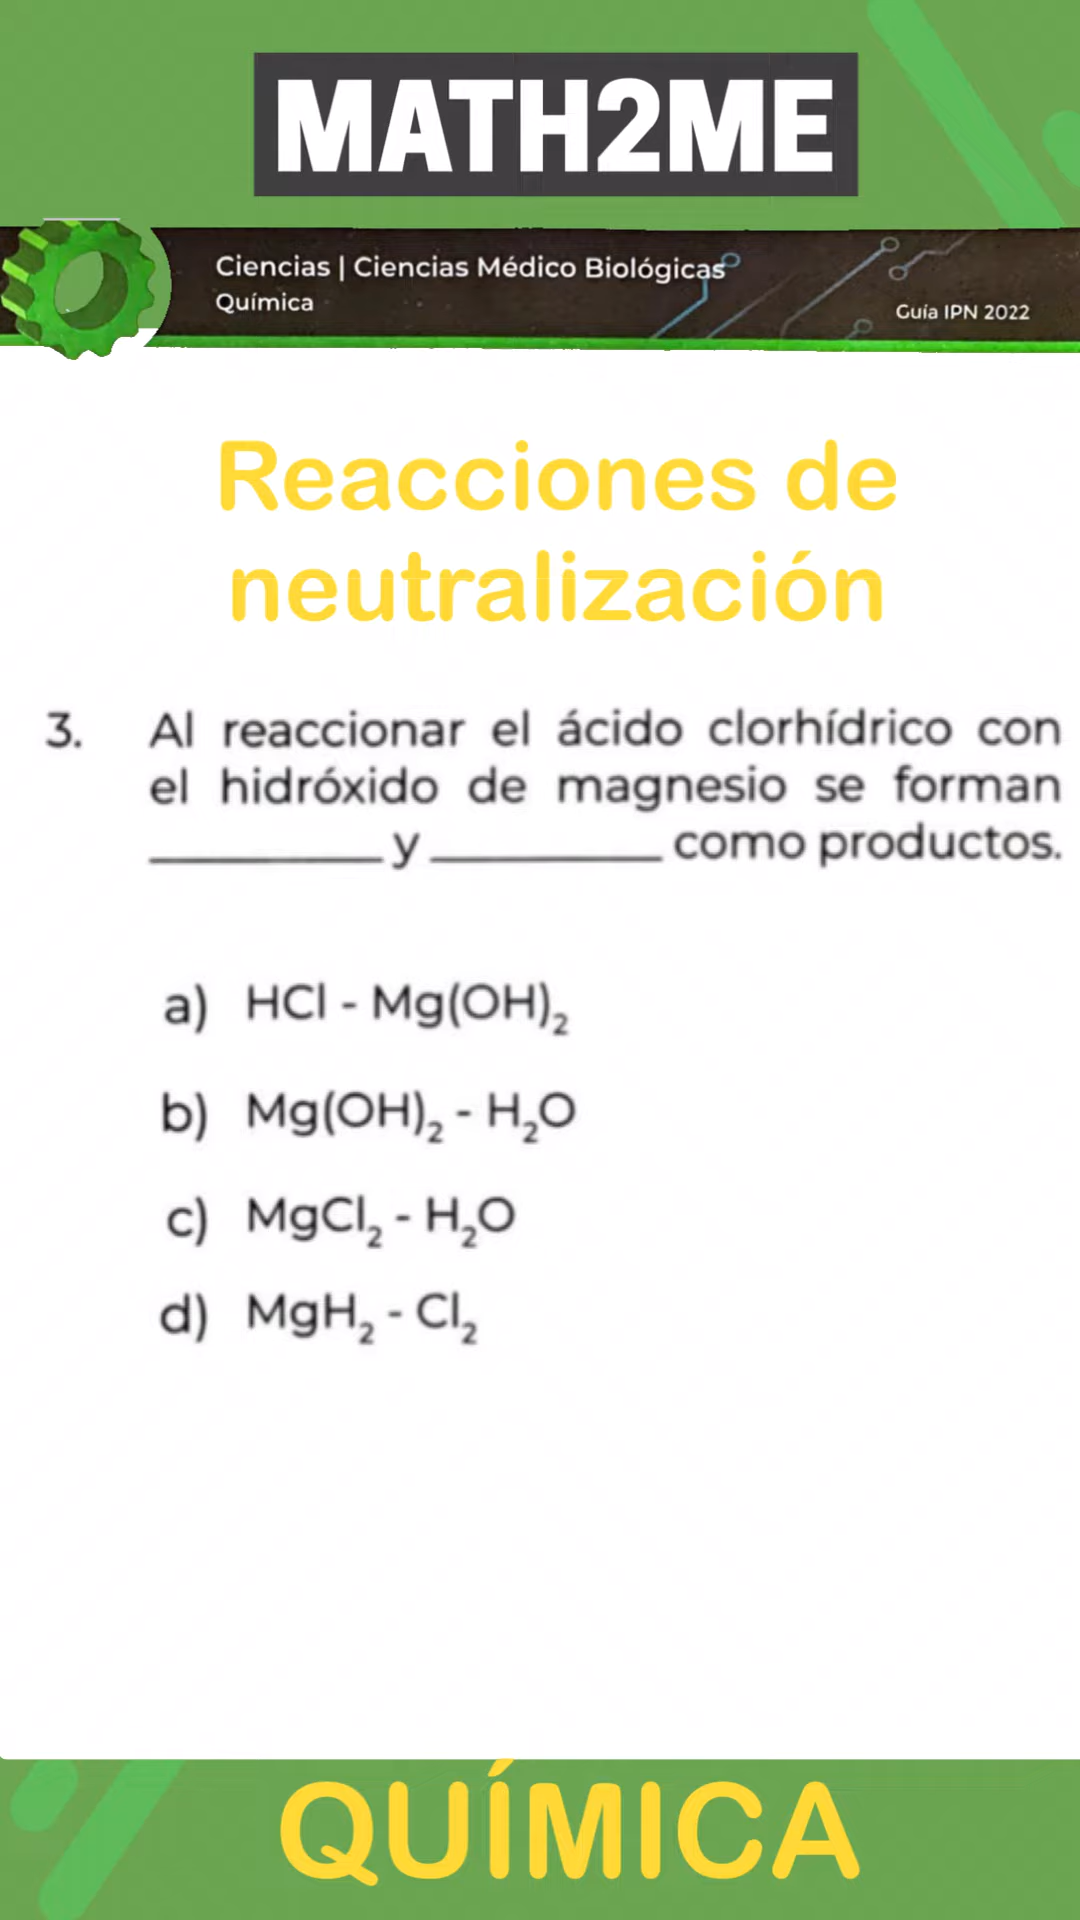 MATH2ME
Ciencias | Ciencias Médico Biológicas
Química
Guía IPN 2022
Reacciones de
neutralización
3. Al reaccionar el ácido clorhídrico con
el hidróxido de magnesio se forman
__________ y __________ como productos.
a) HCl - Mg(OH)₂
b) Mg(OH)₂ - H₂O
c) MgCl₂ - H₂O
d) MgH₂ - Cl₂
QUÍMICA